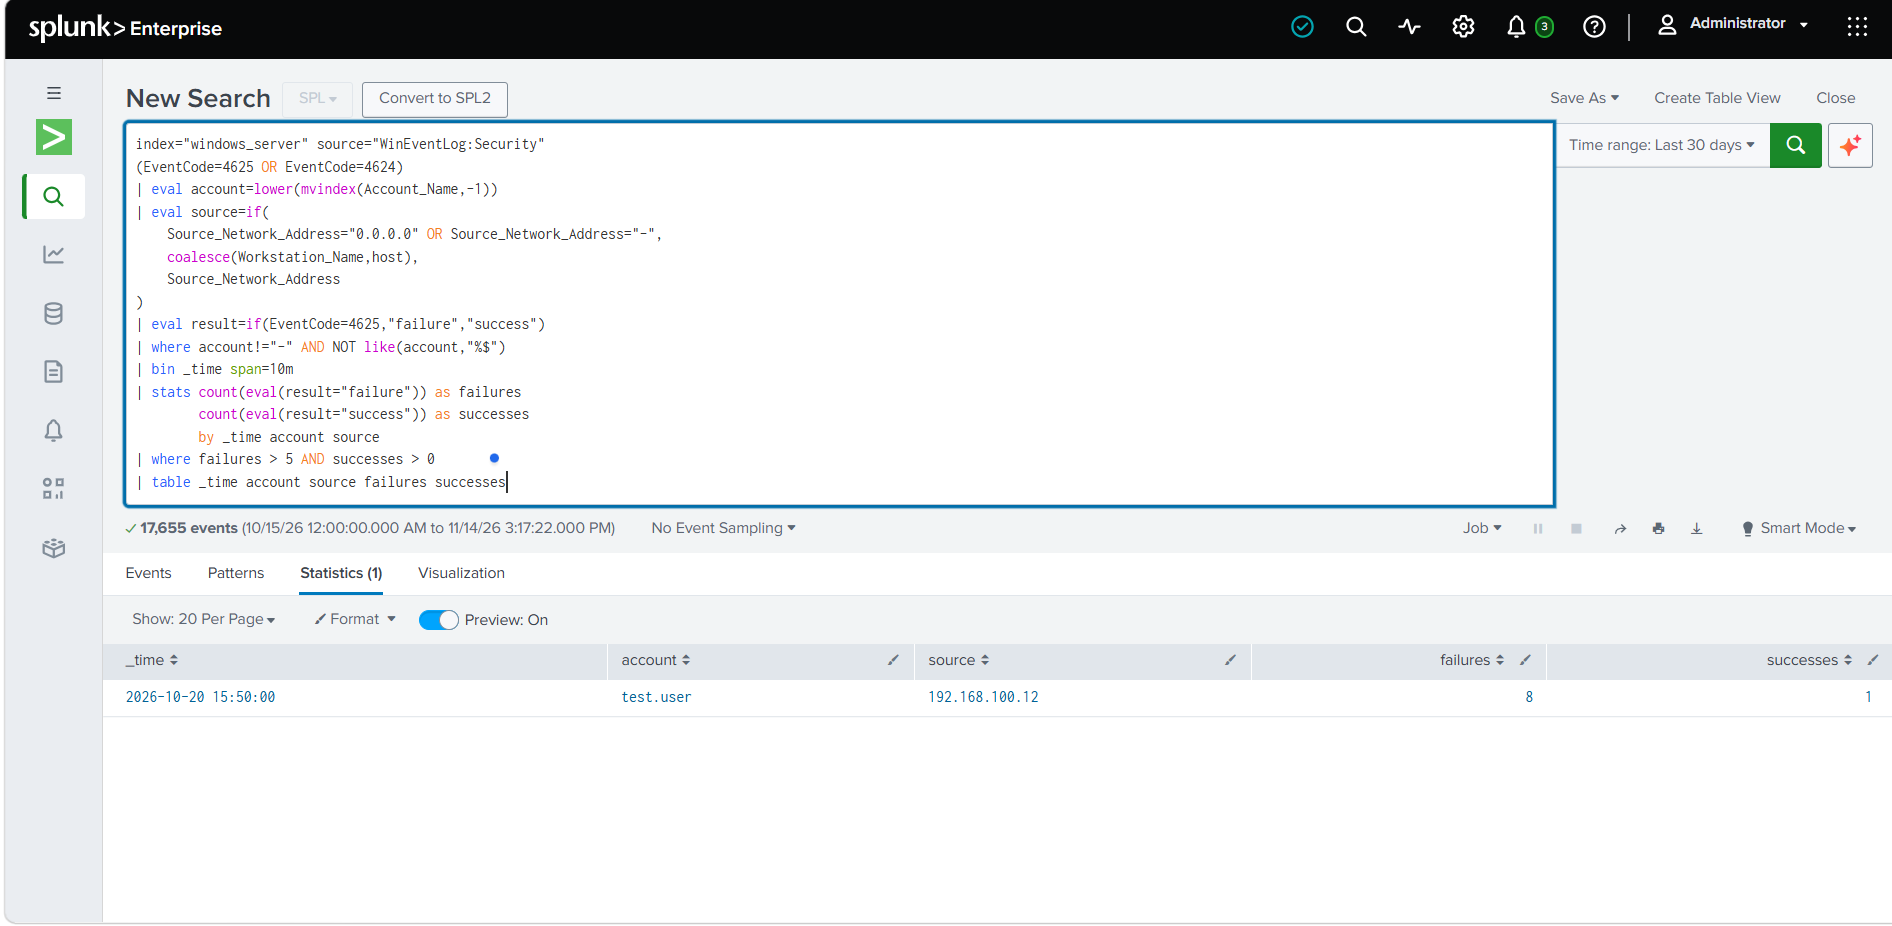 splunk> Enterprise
3
Administrator
New Search
SPL
Convert to SPL2
Save As
Create Table View
Close
index="windows_server" source="WinEventLog:Security"
(EventCode=4625 OR EventCode=4624)
| eval account=lower(mvindex(Account_Name,-1))
| eval source=if(
Source_Network_Address="0.0.0.0" OR Source_Network_Address="-",
coalesce(Workstation_Name,host),
Source_Network_Address
)
| eval result=if(EventCode=4625,"failure","success")
| where account!="-" AND NOT like(account,"%$")
| bin _time span=10m
| stats count(eval(result="failure")) as failures
count(eval(result="success")) as successes
by _time account source
| where failures > 5 AND successes > 0
| table _time account source failures successes
Time range: Last 30 days
17,655 events (10/15/26 12:00:00.000 AM to 11/14/26 3:17:22.000 PM)
No Event Sampling
Job
Smart Mode
Events
Patterns
Statistics (1)
Visualization
Show: 20 Per Page
Format
Preview: On
_time
account
source
failures
successes
2026-10-20 15:50:00
test.user
192.168.100.12
8
1